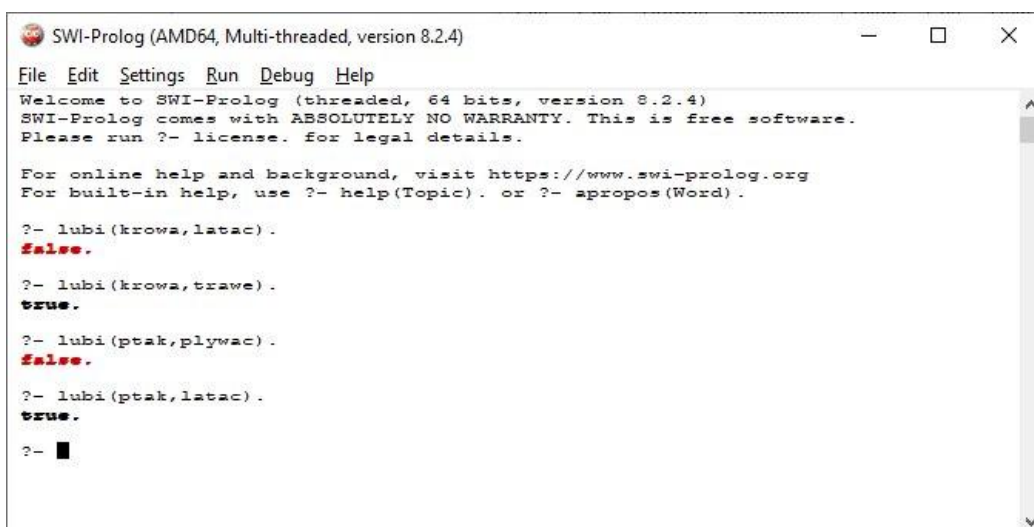 SWI-Prolog (AMD64, Multi-threaded, version 8.2.4)
File Edit Settings Run Debug Help
Welcome to SWI-Prolog (threaded, 64 bits, version 8.2.4)
SWI-Prolog comes with ABSOLUTELY NO WARRANTY. This is free software.
Please run ?- license. for legal details.
For online help and background, visit https://www.swi-prolog.org
For built-in help, use ?- help(Topic). or ?- apropos(Word).
?- lubi(krowa,latac).
false.
?- lubi(krowa,trawe).
true.
?- lubi(ptak,plywac).
false.
?- lubi(ptak,latac).
true.
?-